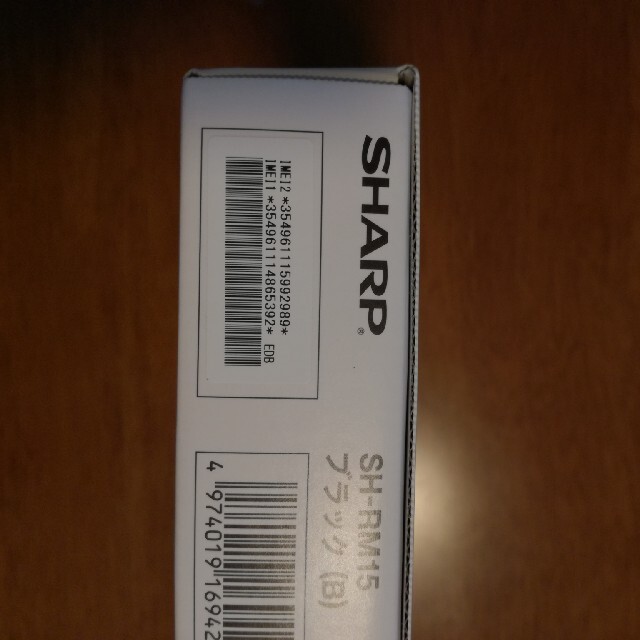 SHARP®
IMEI2 *354961115992989*
IMEI1 *354961114865392* EDB
SH-RM15
ブラック (B)
4 974019 16942